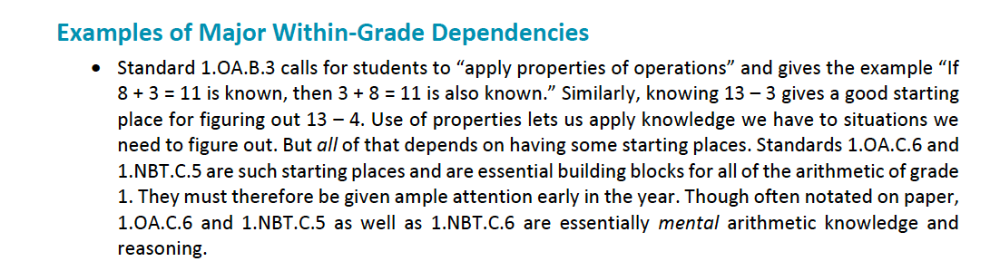 Examples of Major Within-Grade Dependencies
• Standard 1.OA.B.3 calls for students to “apply properties of operations” and gives the example “If
8 + 3 = 11 is known, then 3 + 8 = 11 is also known.” Similarly, knowing 13 – 3 gives a good starting
place for figuring out 13 – 4. Use of properties lets us apply knowledge we have to situations we
need to figure out. But all of that depends on having some starting places. Standards 1.OA.C.6 and
1.NBT.C.5 are such starting places and are essential building blocks for all of the arithmetic of grade
1. They must therefore be given ample attention early in the year. Though often notated on paper,
1.OA.C.6 and 1.NBT.C.5 as well as 1.NBT.C.6 are essentially mental arithmetic knowledge and
reasoning.